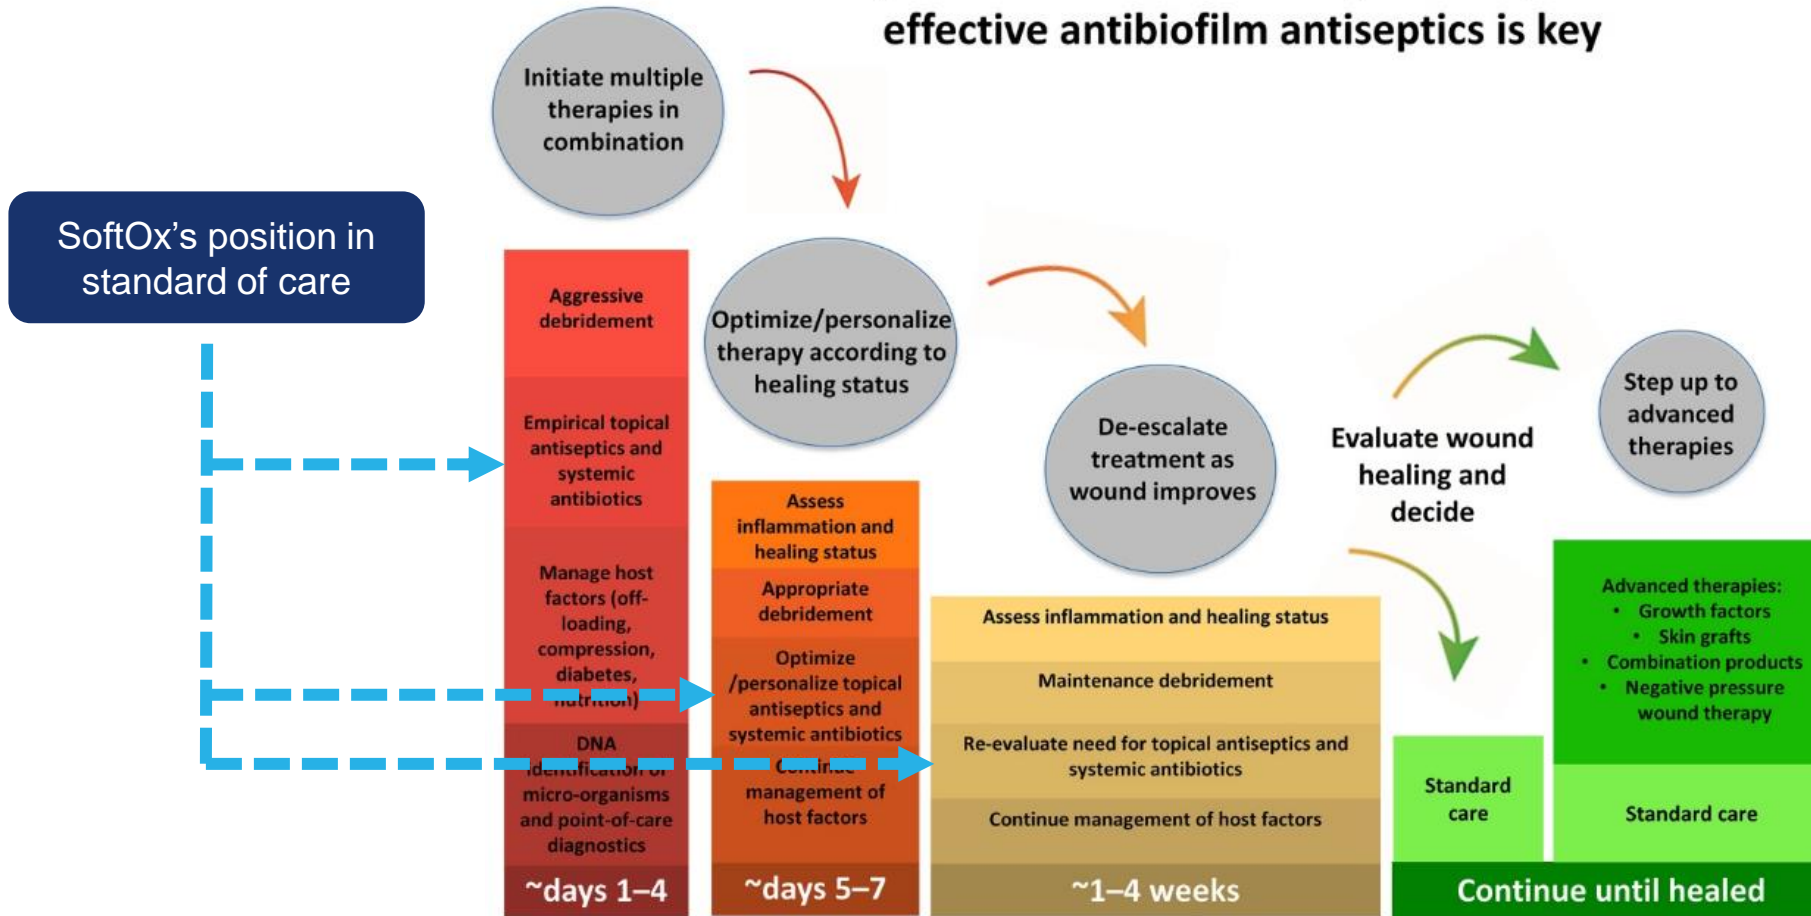 effective antibiofilm antiseptics is key
Initiate multiple
therapies in
combination
SoftOx's position in
standard of care
Optimize/personalize
therapy according to
healing status
De-escalate
treatment as
wound improves
Evaluate wound
healing and
decide
Step up to
advanced
therapies
Aggressive
debridement
Empirical topical
antiseptics and
systemic
antibiotics
Manage host
factors (off-
loading,
compression,
diabetes,
nutrition)
DNA
identification of
micro-organisms
and point-of-care
diagnostics
~days 1–4
Assess
inflammation and
healing status
Appropriate
debridement
Optimize
/personalize topical
antiseptics and
systemic antibiotics
Continue
management of
host factors
~days 5–7
Assess inflammation and healing status
Maintenance debridement
Re-evaluate need for topical antiseptics and
systemic antibiotics
Continue management of host factors
~1–4 weeks
Standard
care
Advanced therapies:
• Growth factors
• Skin grafts
• Combination products
• Negative pressure
wound therapy
Standard care
Continue until healed